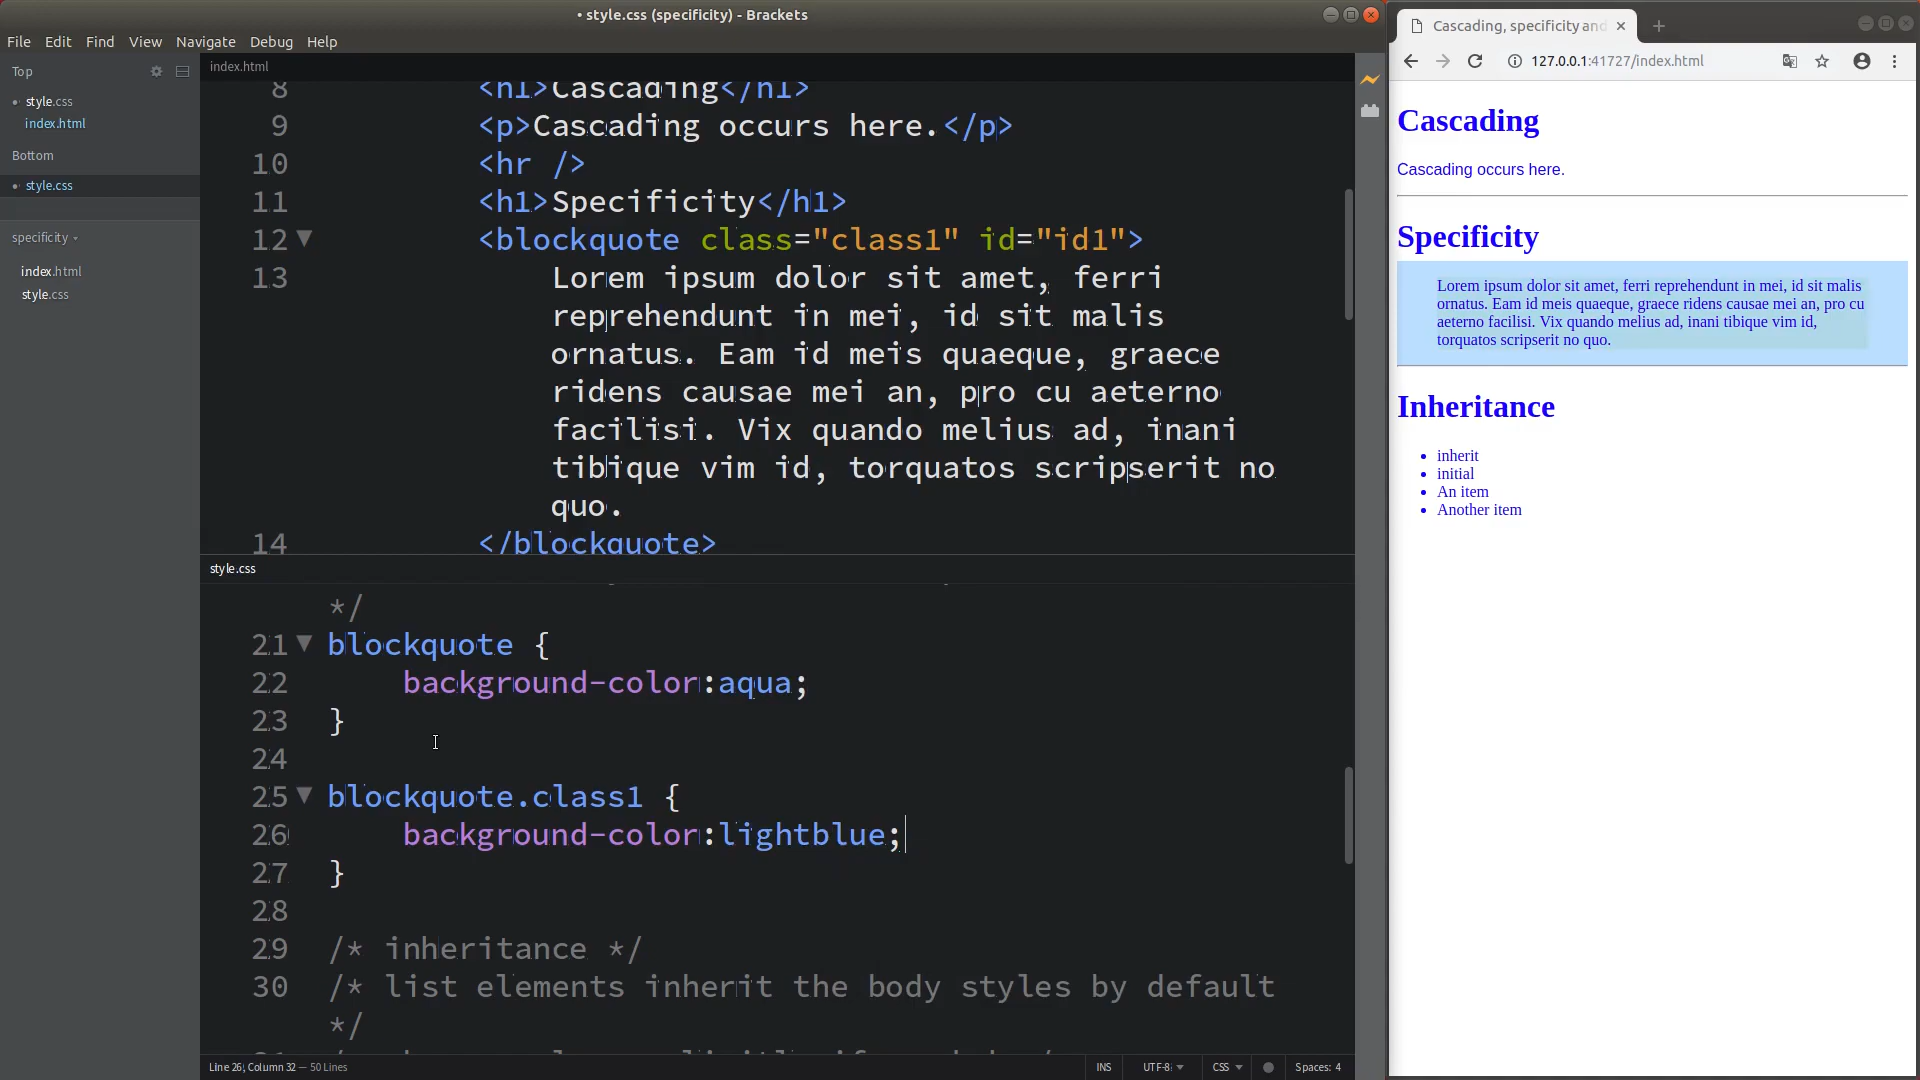 • style.css (specificity) - Brackets
File Edit Find View Navigate Debug Help
Top
• style.css
index.html
Bottom
• style.css
specificity
index.html
style.css
index.html
8 <h1>Cascading</h1>
9 <p>Cascading occurs here.</p>
10 <hr />
11 <h1>Specificity</h1>
12 <blockquote class="class1" id="id1">
13 Lorem ipsum dolor sit amet, ferri
reprehendunt in mei, id sit malis
ornatus. Eam id meis quaeque, graece
ridens causae mei an, pro cu aeterno
facilisi. Vix quando melius ad, inani
tibique vim id, torquatos scripserit no
quo.
14 </blockquote>
style.css
*/
21 blockquote {
22 background-color:aqua;
23 }
24
25 blockquote.class1 {
26 background-color:lightblue;
27 }
28
29 /* inheritance */
30 /* list elements inherit the body styles by default
*/
Line 26, Column 32 — 50 Lines
INS UTF-8 CSS Spaces: 4
Cascading, specificity and
127.0.0.1:41727/index.html
Cascading
Cascading occurs here.
Specificity
Lorem ipsum dolor sit amet, ferri reprehendunt in mei, id sit malis
ornatus. Eam id meis quaeque, graece ridens causae mei an, pro cu
aeterno facilisi. Vix quando melius ad, inani tibique vim id,
torquatos scripserit no quo.
Inheritance
• inherit
• initial
• An item
• Another item